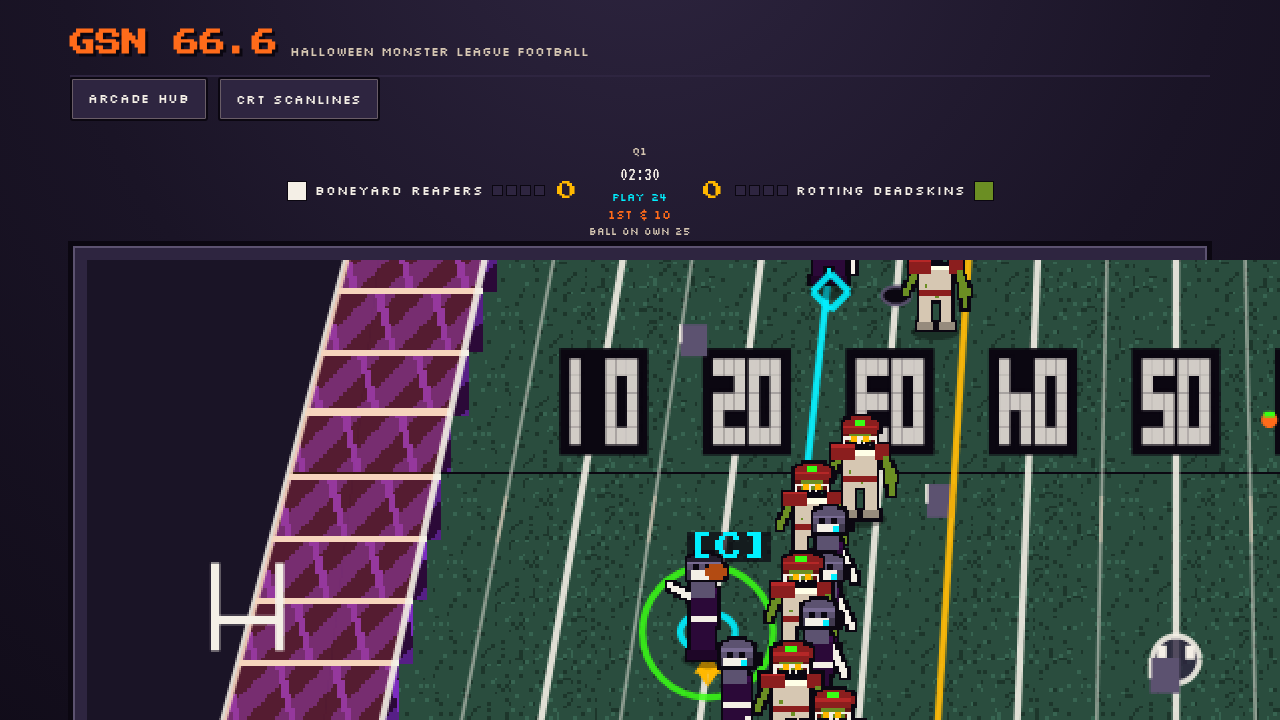 GSN 66.6
HALLOWEEN MONSTER LEAGUE FOOTBALL
ARCADE HUB
CRT SCANLINES
Q1
02:30
BONEYARD REAPERS 0
0 ROTTING DEADSKINS
PLAY 24
1ST & 10
BALL ON OWN 25
10 20 50 40 50
[C]